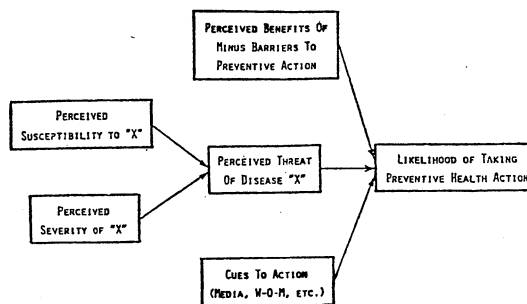 PERCEIVED BENEFITS OF
MINUS BARRIERS TO
PREVENTIVE ACTION
PERCEIVED
SUSCEPTIBILITY TO "X"
PERCEIVED THREAT
OF DISEASE "X"
LIKELIHOOD OF TAKING
PREVENTIVE HEALTH ACTION
PERCEIVED
SEVERITY OF "X"
CUES TO ACTION
(MEDIA, W-O-M, ETC.)